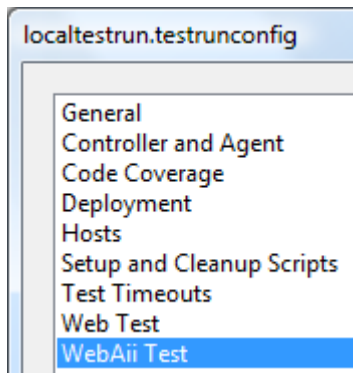 localtestrun.testrunconfig
General
Controller and Agent
Code Coverage
Deployment
Hosts
Setup and Cleanup Scripts
Test Timeouts
Web Test
WebAii Test